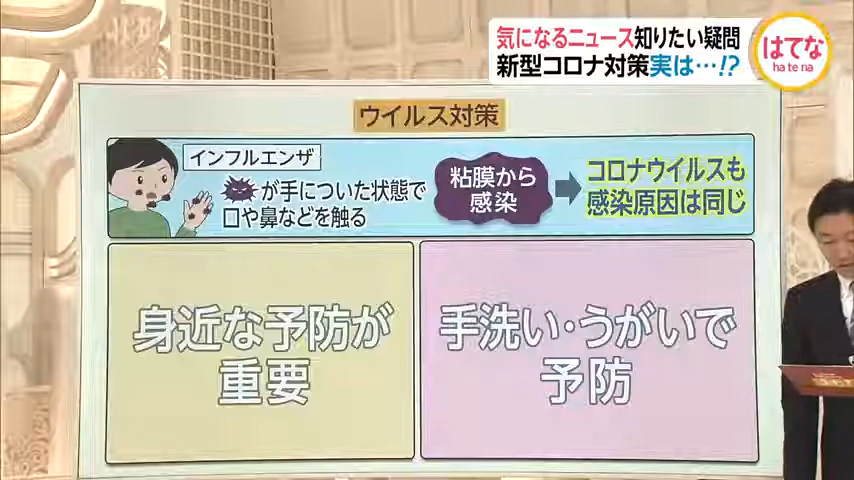 気になるニュース知りたい疑問
新型コロナ対策実は…!?
はてな
ha te na
ウイルス対策
インフルエンザ
が手についた状態で
口や鼻などを触る
粘膜から
感染
コロナウイルスも
感染原因は同じ
身近な予防が
重要
手洗い・うがいで
予防